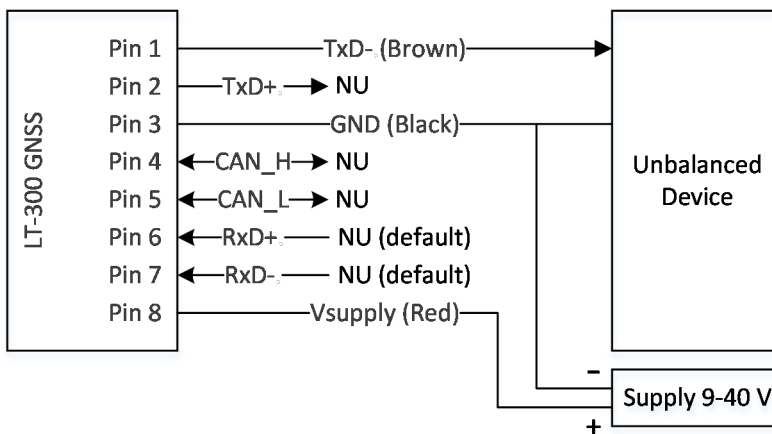 LT-300 GNSS
Pin 1 TxD- (Brown)
Pin 2 TxD+ NU
Pin 3 GND (Black)
Pin 4 CAN_H NU
Pin 5 CAN_L NU
Pin 6 RxD+ NU (default)
Pin 7 RxD- NU (default)
Pin 8 Vsupply (Red)
Unbalanced
Device
-
Supply 9-40 V
+